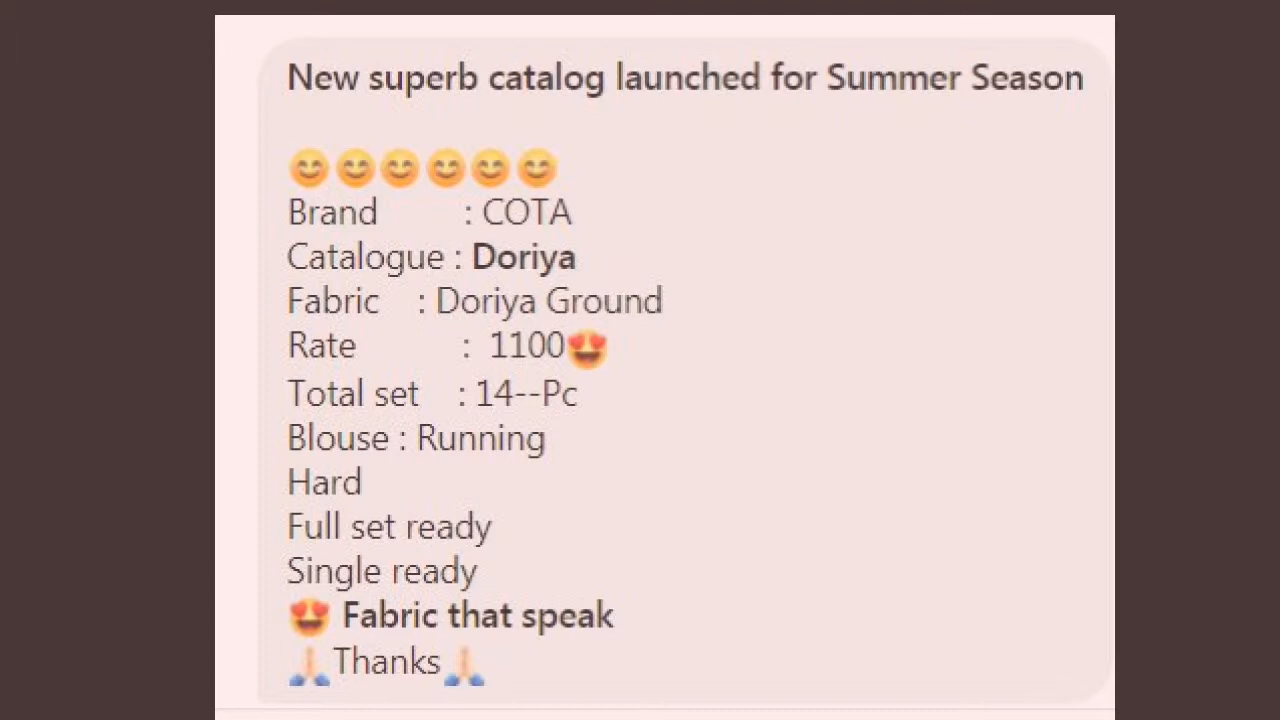 New superb catalog launched for Summer Season
😊😊😊😊😊😊
Brand : COTA
Catalogue : Doriya
Fabric : Doriya Ground
Rate : 1100😍
Total set : 14--Pc
Blouse : Running
Hard
Full set ready
Single ready
😍 Fabric that speak
🙏🏻Thanks🙏🏻